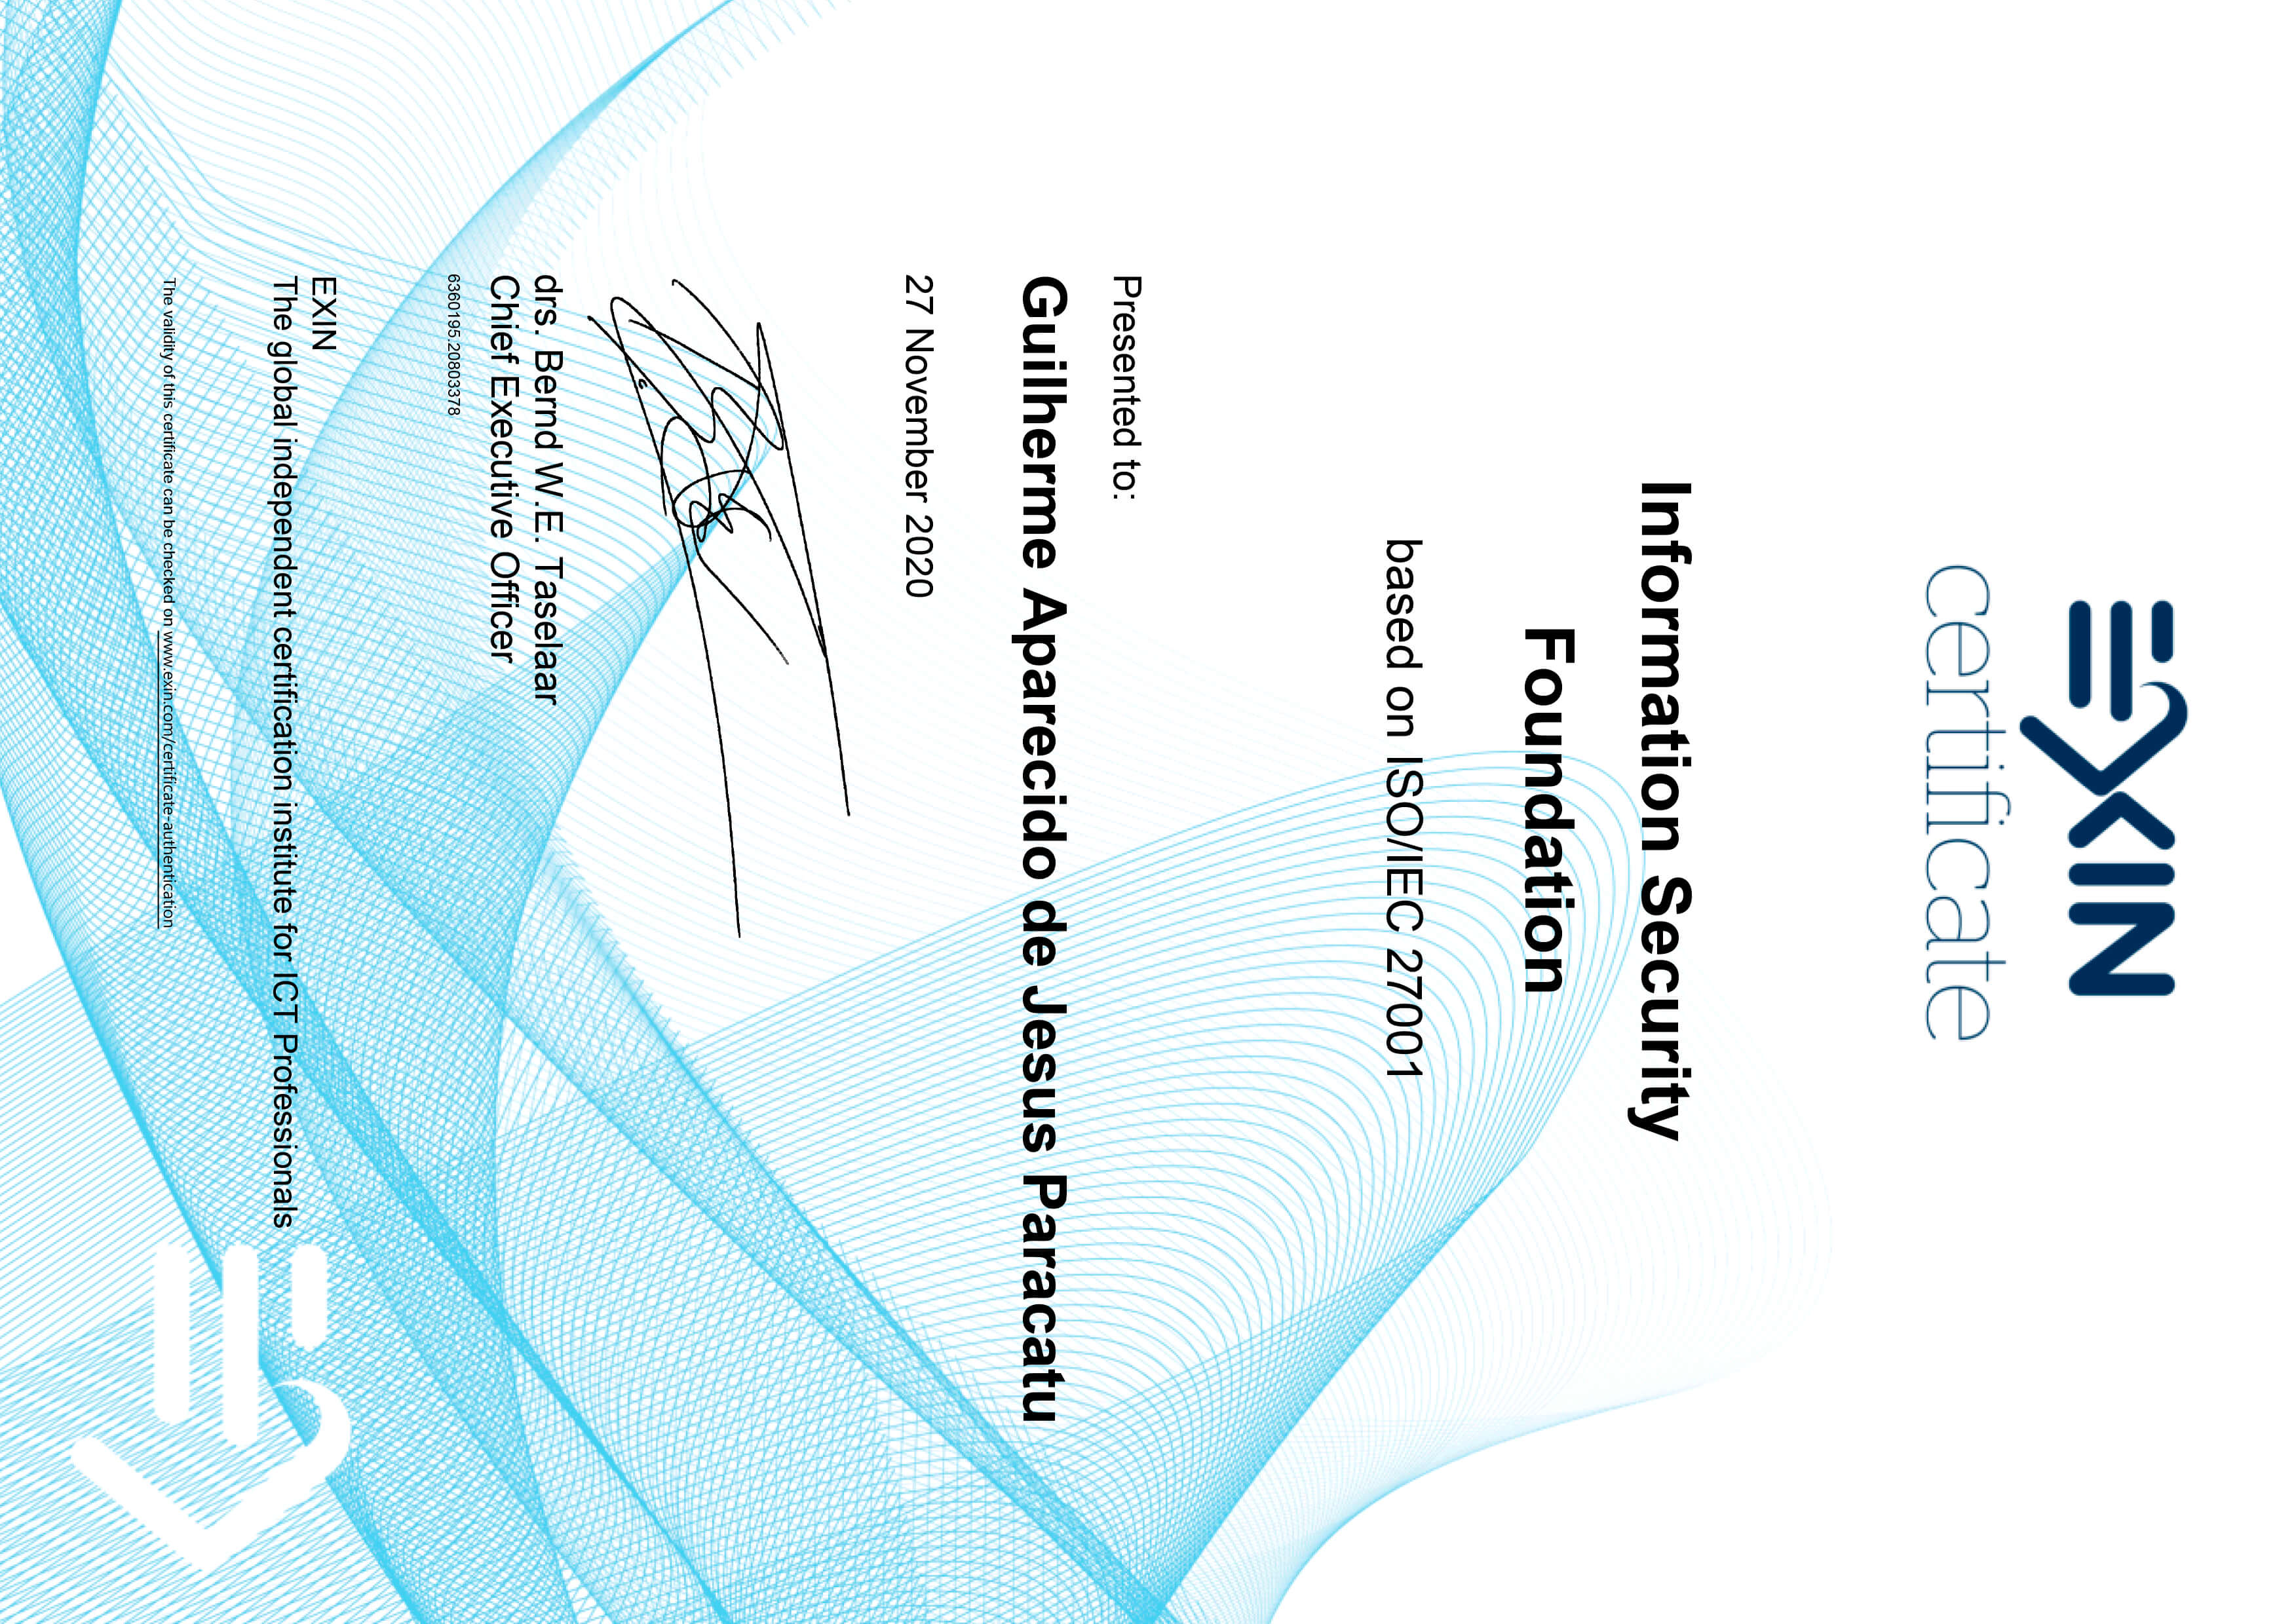 EXIN
Certificate
Information Security
Foundation
based on ISO/IEC 27001
Presented to:
Guilherme Aparecido de Jesus Paracatu
27 November 2020
drs. Bernd W.E. Taselaar
Chief Executive Officer
6360195.20803378
EXIN
The global independent certification institute for ICT Professionals
The validity of this certificate can be checked on www.exin.com/certificate-authentication